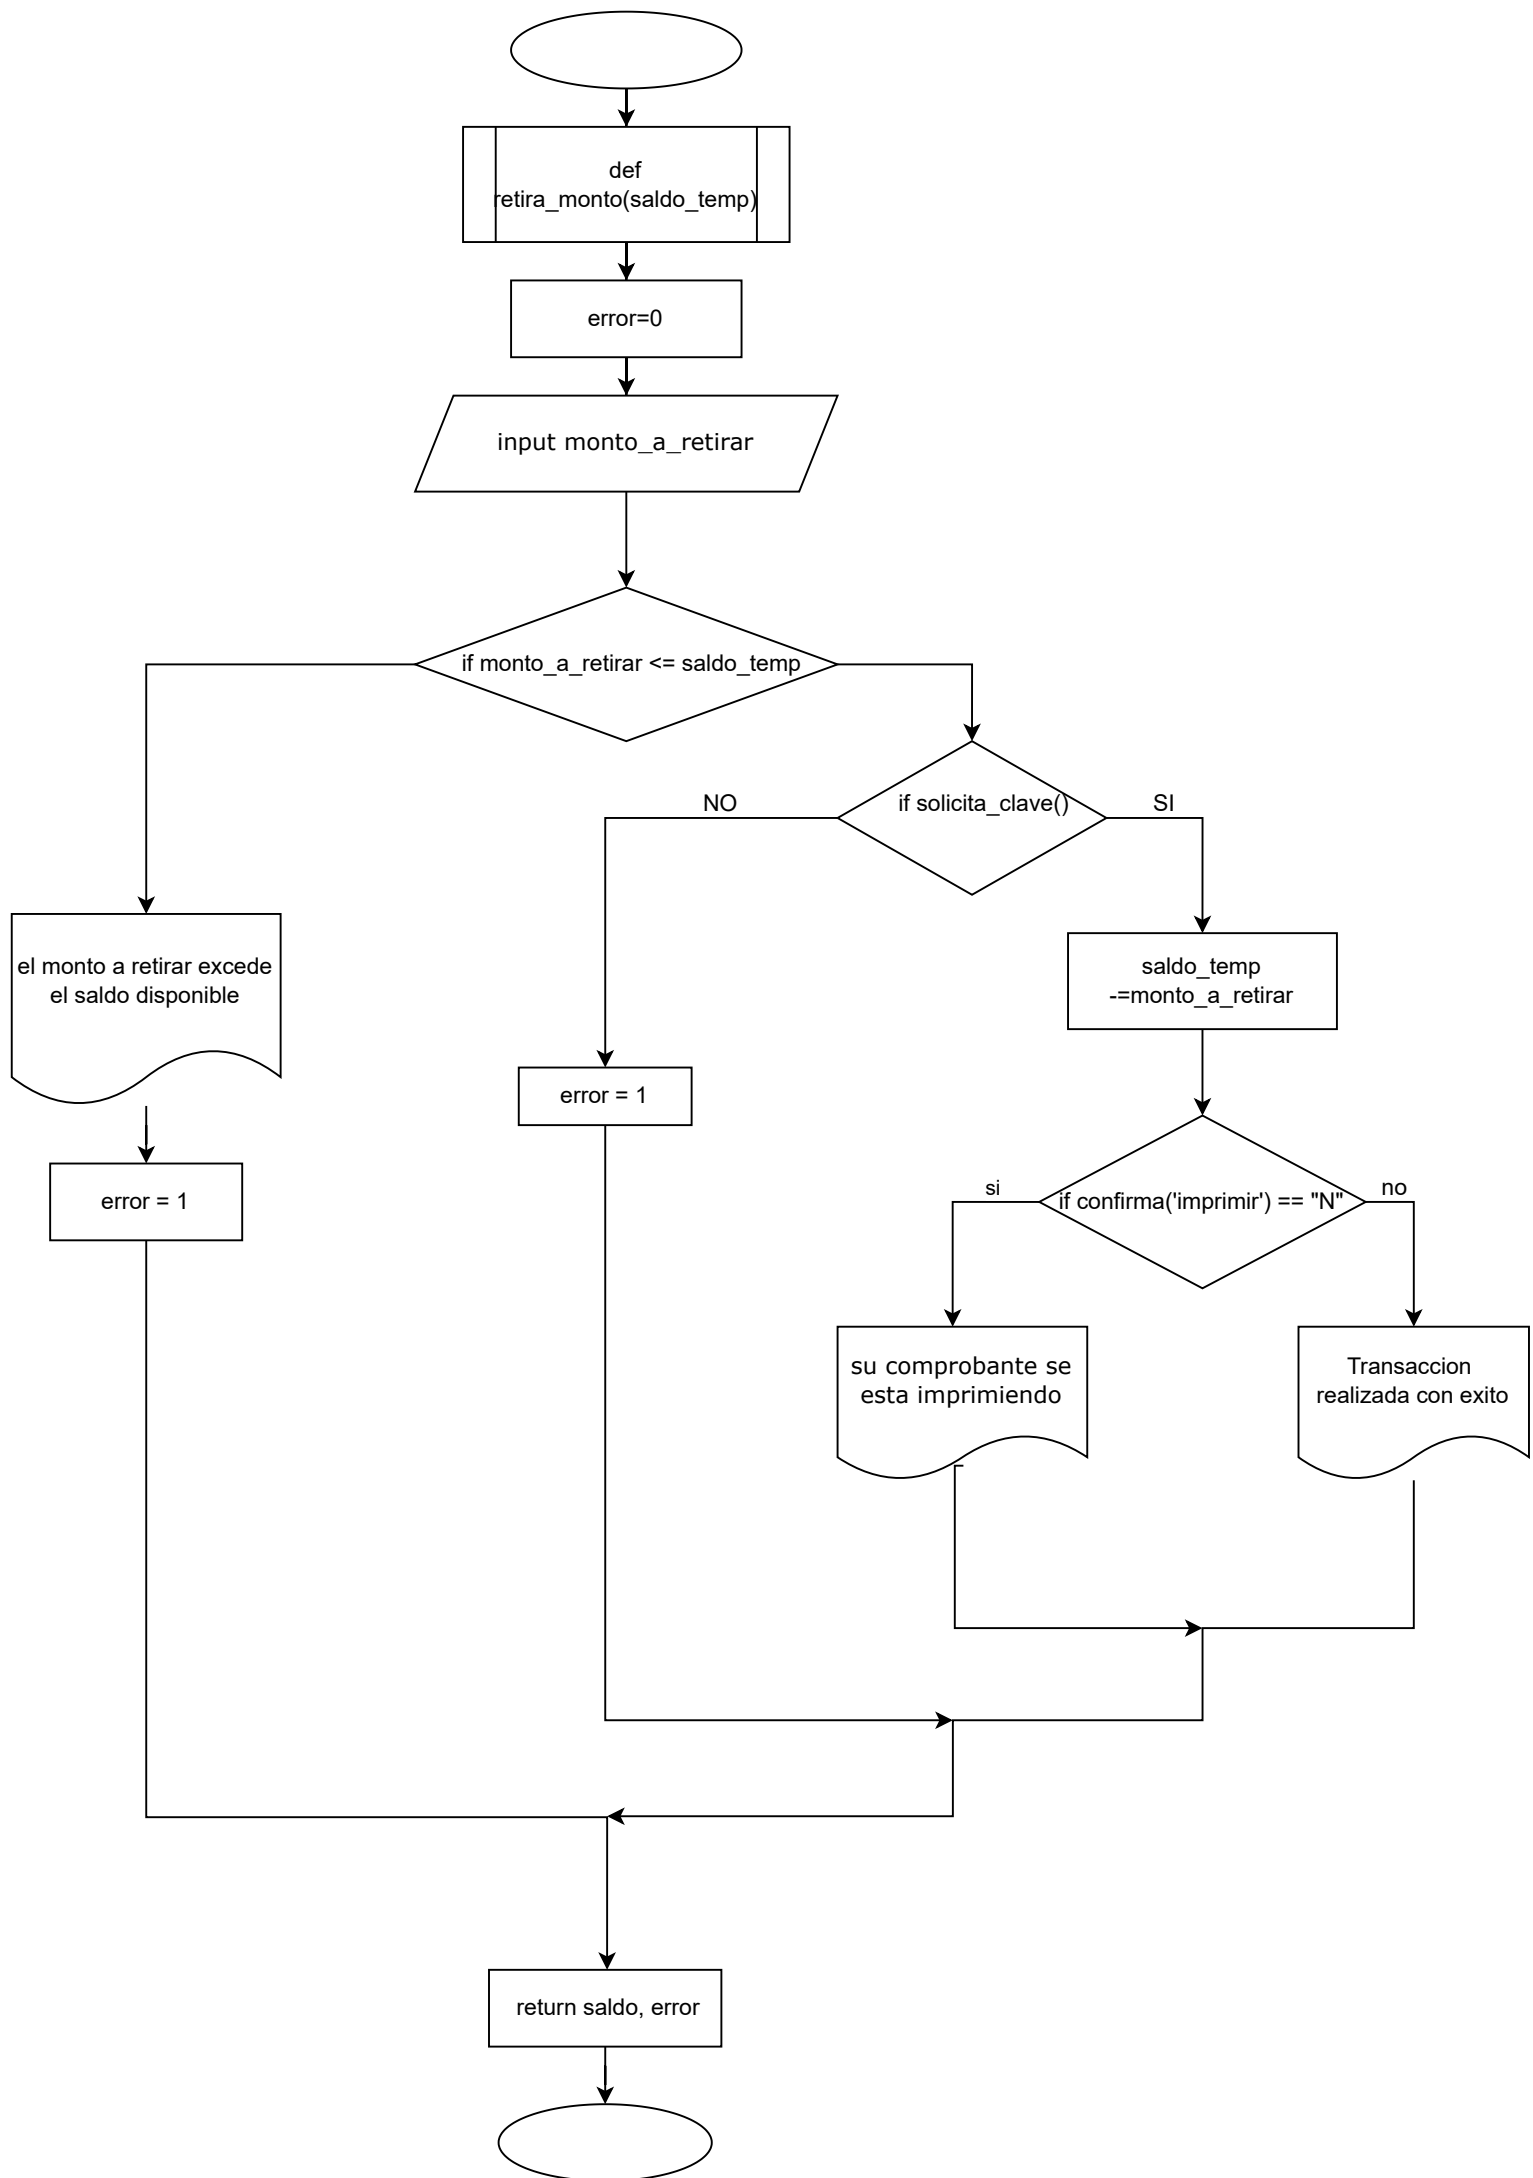 def
retira_monto(saldo_temp)
error=0
input monto_a_retirar
if monto_a_retirar <= saldo_temp
NO
if solicita_clave()
SI
el monto a retirar excede
el saldo disponible
saldo_temp
-=monto_a_retirar
error = 1
error = 1
si
if confirma('imprimir') == "N"
no
su comprobante se
esta imprimiendo
Transaccion
realizada con exito
return saldo, error